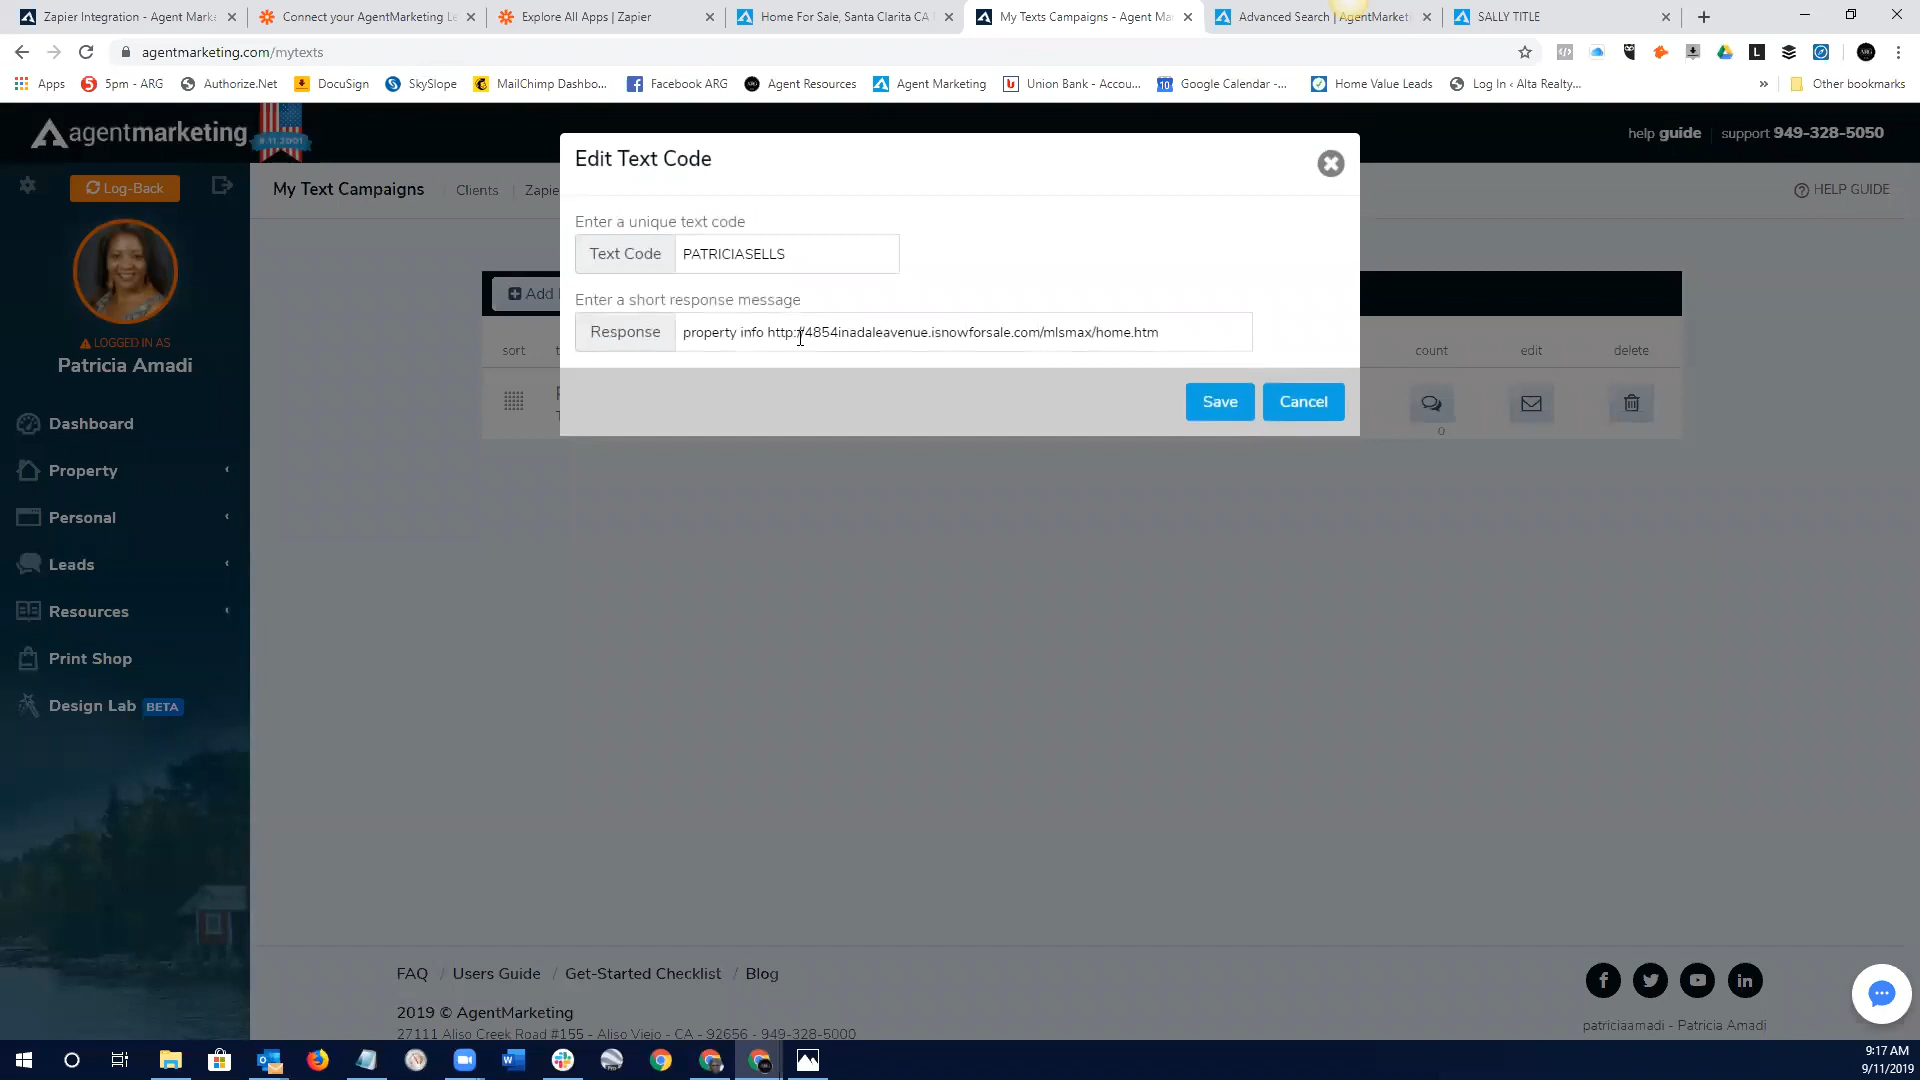 Zapier Integration - Agent Marke
Connect your AgentMarketing Le
Explore All Apps | Zapier
Home For Sale, Santa Clarita CA
My Texts Campaigns - Agent Ma
Advanced Search | AgentMarket
SALLY TITLE
agentmarketing.com/mytexts
Apps
5pm - ARG
Authorize.Net
DocuSign
SkySlope
MailChimp Dashbo...
Facebook ARG
Agent Resources
Agent Marketing
Union Bank - Accou...
Google Calendar -...
Home Value Leads
Log In ‹ Alta Realty...
»
Other bookmarks
agentmarketing
9.11.2001
help guide
support 949-328-5050
Log-Back
My Text Campaigns
Clients
Zapie
HELP GUIDE
LOGGED IN AS
Patricia Amadi
Dashboard
Property
Personal
Leads
Resources
Print Shop
Design Lab BETA
Add
sort
count
edit
delete
0
Edit Text Code
Enter a unique text code
Text Code PATRICIASELLS
Enter a short response message
Response property info http://4854inadaleavenue.isnowforsale.com/mlsmax/home.htm
Save
Cancel
FAQ / Users Guide / Get-Started Checklist / Blog
2019 © AgentMarketing
27111 Aliso Creek Road #155 - Aliso Viejo - CA - 92656 - 949-328-5000
patriciaamadi - Patricia Amadi
9:17 AM
9/11/2019